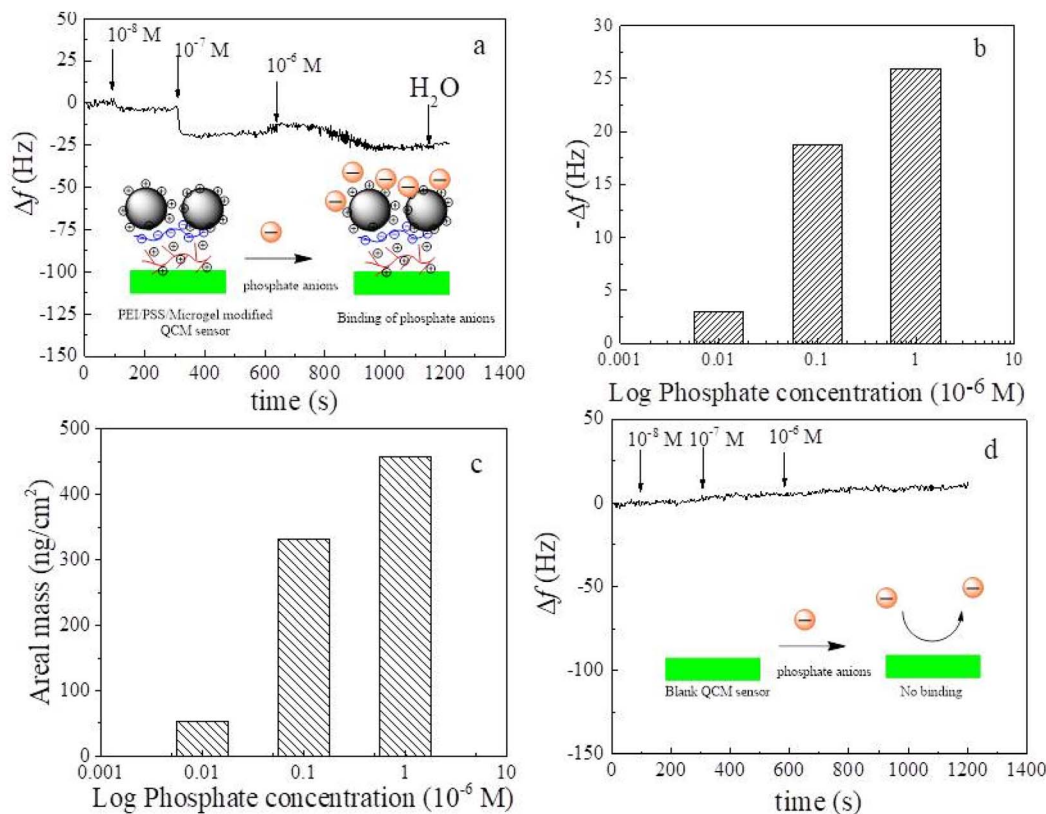 a
10⁻⁸ M
10⁻⁷ M
10⁻⁶ M
H₂O
50
25
0
-25
-50
-75
-100
-125
-150
Δf (Hz)
phosphate anions
PEI/PSS/Microgel modified
QCM sensor
Binding of phosphate anions
0 200 400 600 800 1000 1200 1400
time (s)
b
30
25
20
15
10
5
0
-Δf (Hz)
0.001 0.01 0.1 1 10
Log Phosphate concentration (10⁻⁶ M)
c
500
400
300
200
100
0
Areal mass (ng/cm²)
0.001 0.01 0.1 1 10
Log Phosphate concentration (10⁻⁶ M)
d
10⁻⁸ M 10⁻⁷ M 10⁻⁶ M
50
0
-50
-100
-150
Δf (Hz)
phosphate anions
Blank QCM sensor
No binding
0 200 400 600 800 1000 1200 1400
time (s)